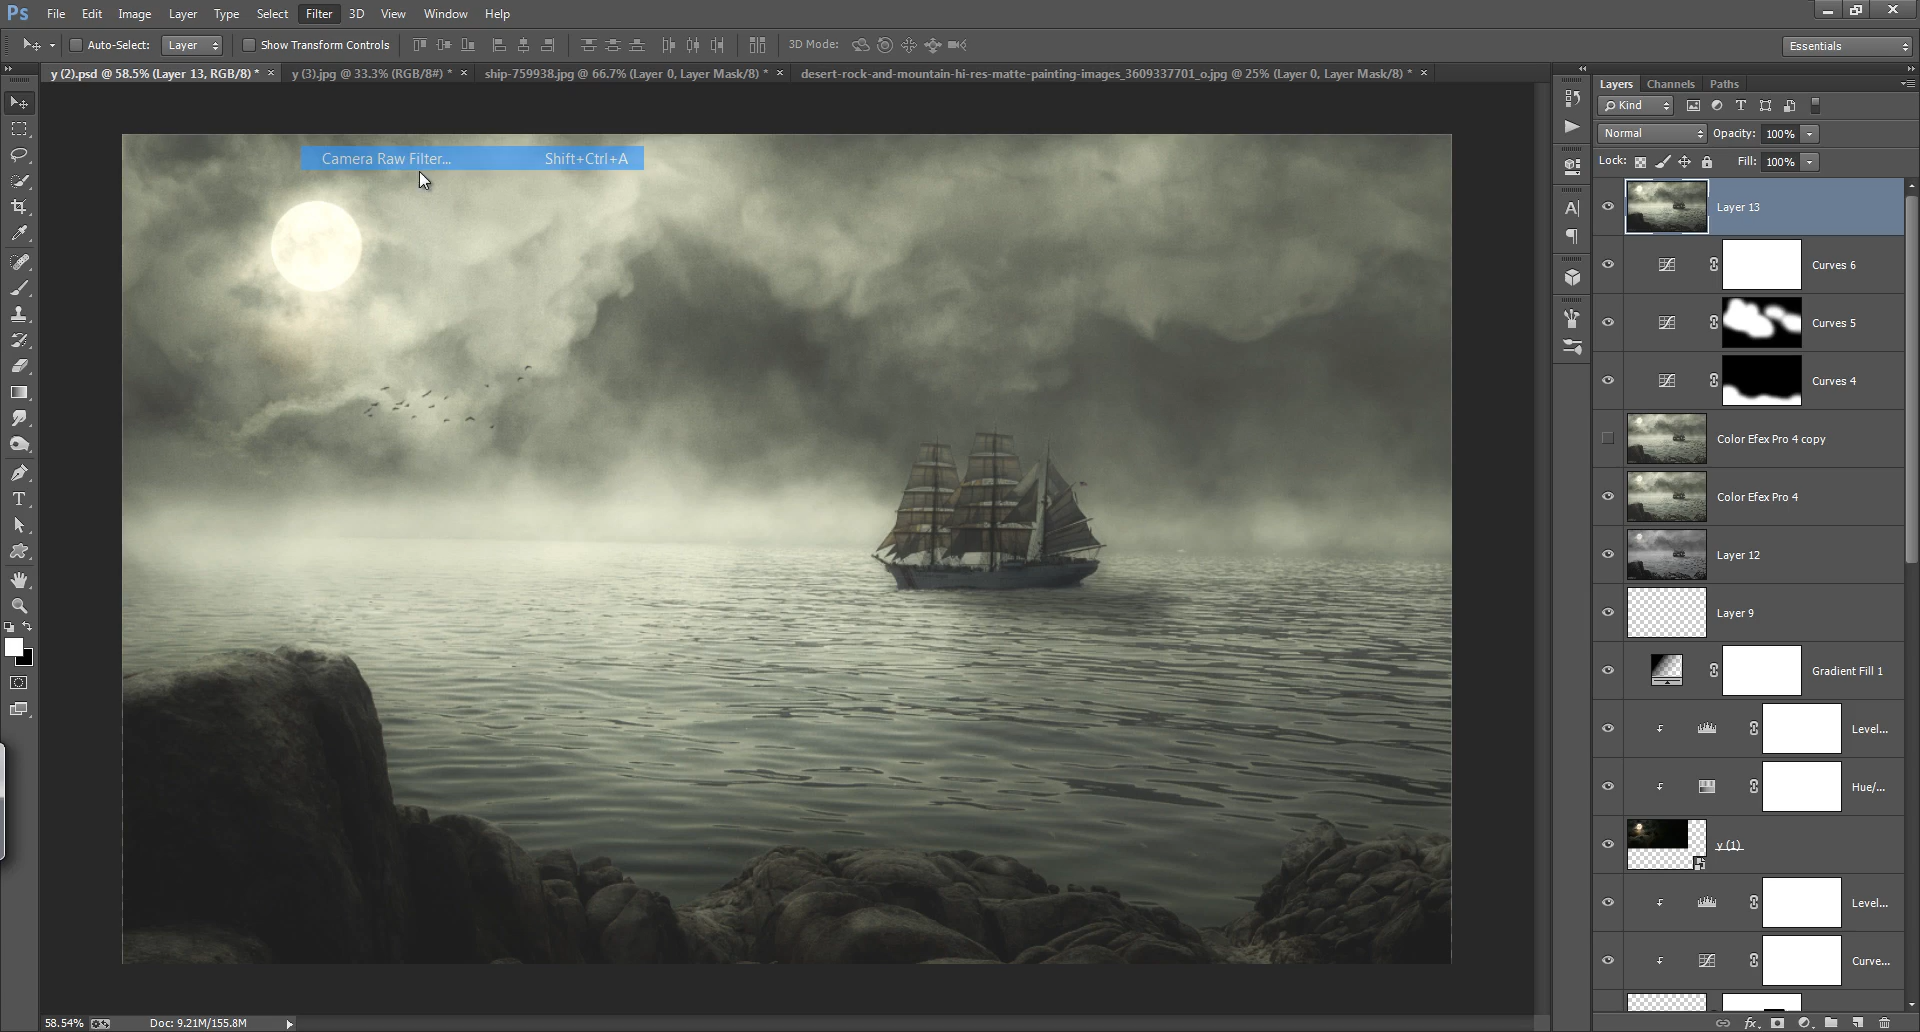 Ps File Edit Image Layer Type Select Filter 3D View Window Help
Auto-Select: Layer Show Transform Controls 3D Mode: Essentials
y (2).psd @ 58.5% (Layer 13, RGB/8) * × y (3).jpg @ 33.3% (RGB/8#) * × ship-759938.jpg @ 66.7% (Layer 0, Layer Mask/8) * × desert-rock-and-mountain-hi-res-matte-painting-images_3609337701_o.jpg @ 25% (Layer 0, Layer Mask/8) * ×
Layers Channels Paths
Kind
Normal Opacity: 100%
Lock: Fill: 100%
Camera Raw Filter... Shift+Ctrl+A
Layer 13
Curves 6
Curves 5
Curves 4
Color Efex Pro 4 copy
Color Efex Pro 4
Layer 12
Layer 9
Gradient Fill 1
Level...
Hue/...
y (1)
Level...
Curve...
58.54% Doc: 9.21M/155.8M